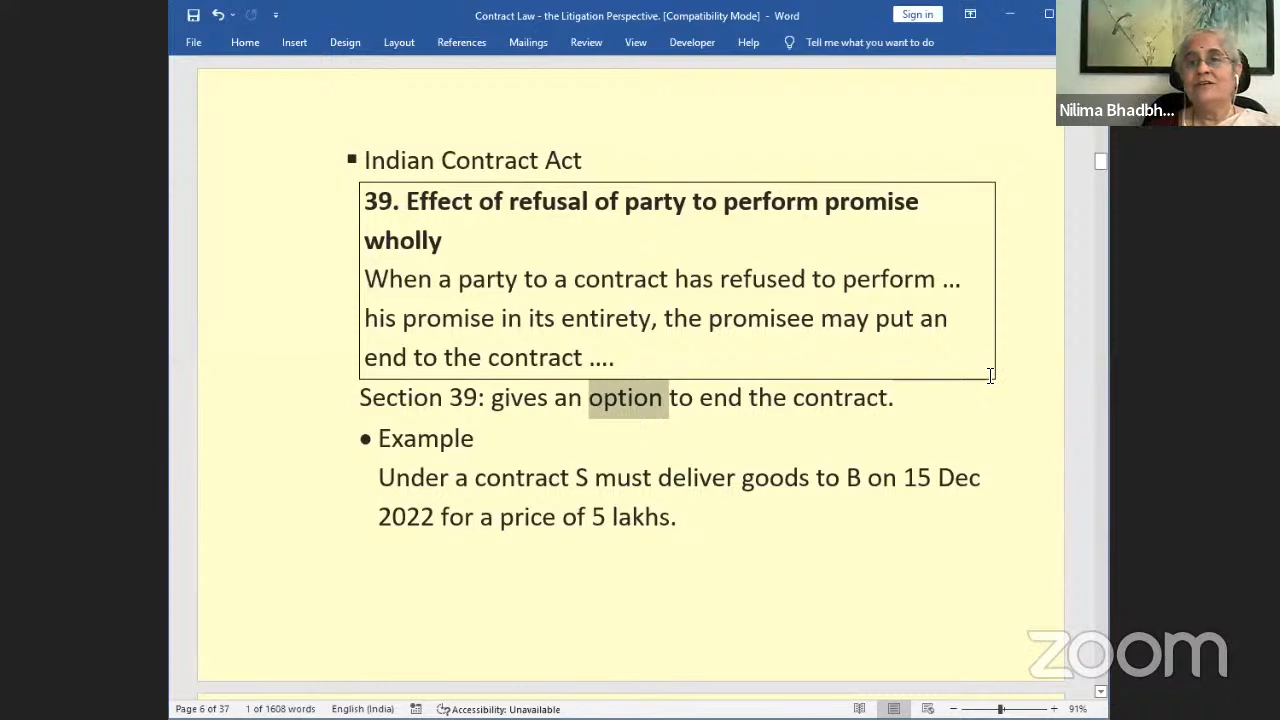 Contract Law - the Litigation Perspective. [Compatibility Mode] - Word
Sign in
File Home Insert Design Layout References Mailings Review View Developer Help Tell me what you want to do
Nilima Bhadbh...
▪ Indian Contract Act
39. Effect of refusal of party to perform promise
wholly
When a party to a contract has refused to perform ...
his promise in its entirety, the promisee may put an
end to the contract ....
Section 39: gives an option to end the contract.
• Example
Under a contract S must deliver goods to B on 15 Dec
2022 for a price of 5 lakhs.
zoom
Page 6 of 37 1 of 1608 words English (India) Accessibility: Unavailable 91%